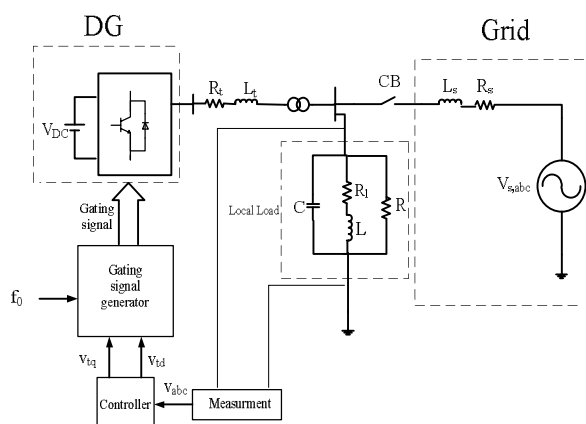 DG
Grid
V_DC
R_t
L_t
CB
L_s
R_s
V_s,abc
Gating
signal
Local Load
C
R_l
L
R
f_0
Gating
signal
generator
v_tq
v_td
v_abc
Controller
Measurment